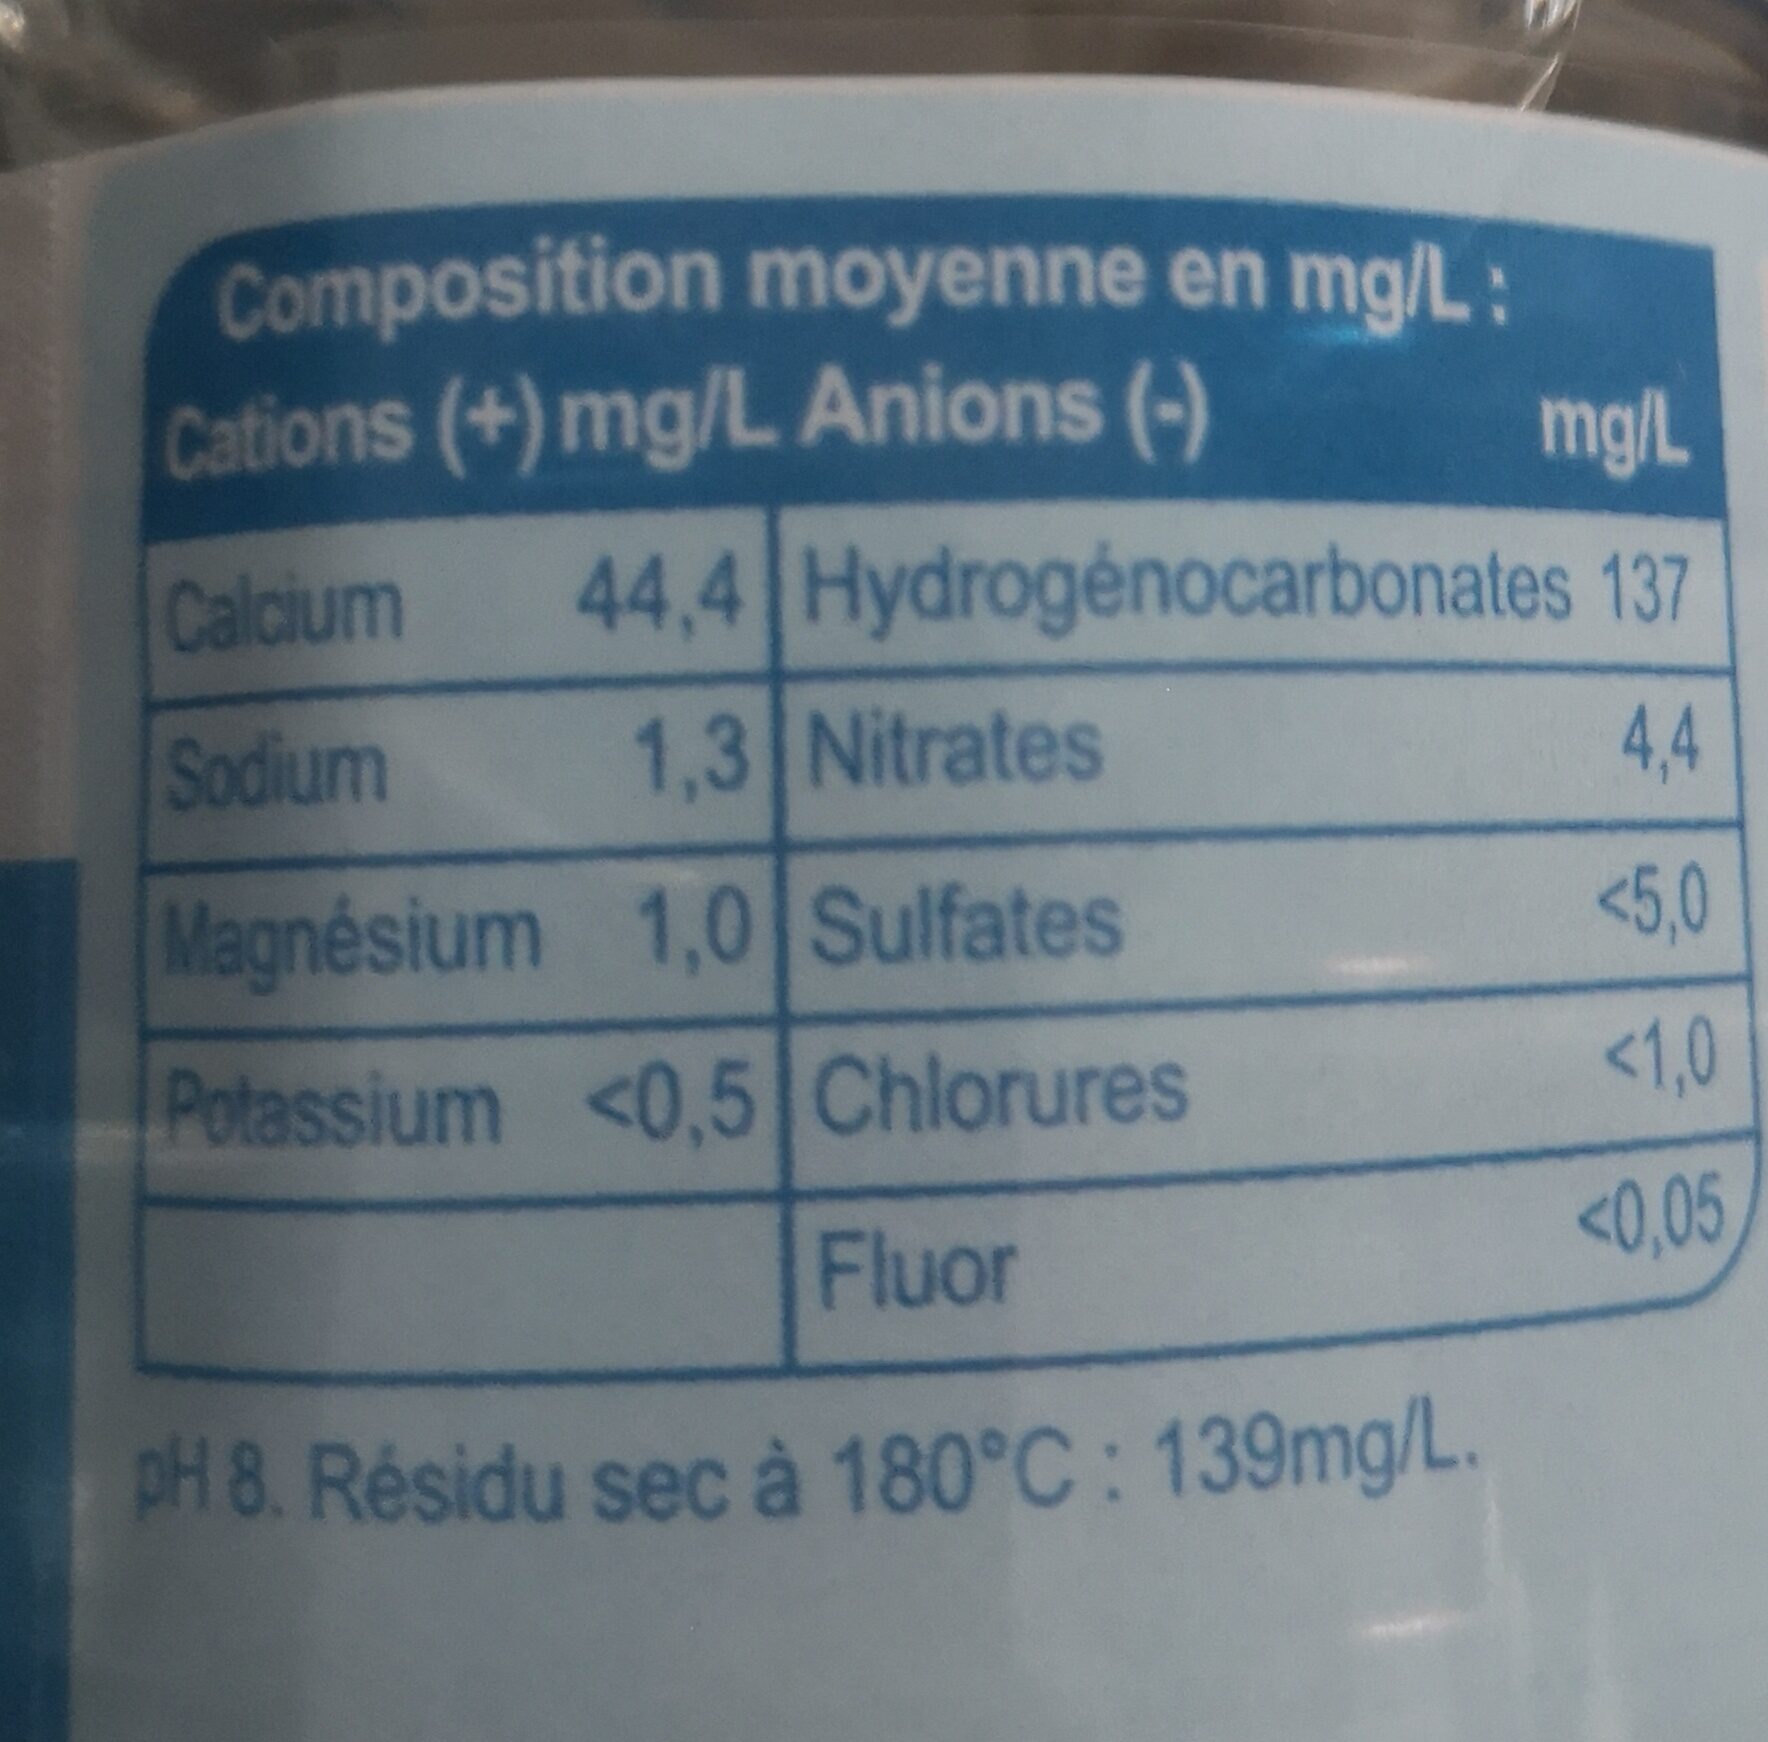 Composition moyenne en mg/L :
Cations (+) mg/L Anions (-) mg/L
Calcium 44,4 Hydrogénocarbonates 137
Sodium 1,3 Nitrates 4,4
Magnésium 1,0 Sulfates <5,0
Potassium <0,5 Chlorures <1,0
Fluor <0,05
pH 8. Résidu sec à 180°C : 139mg/L.